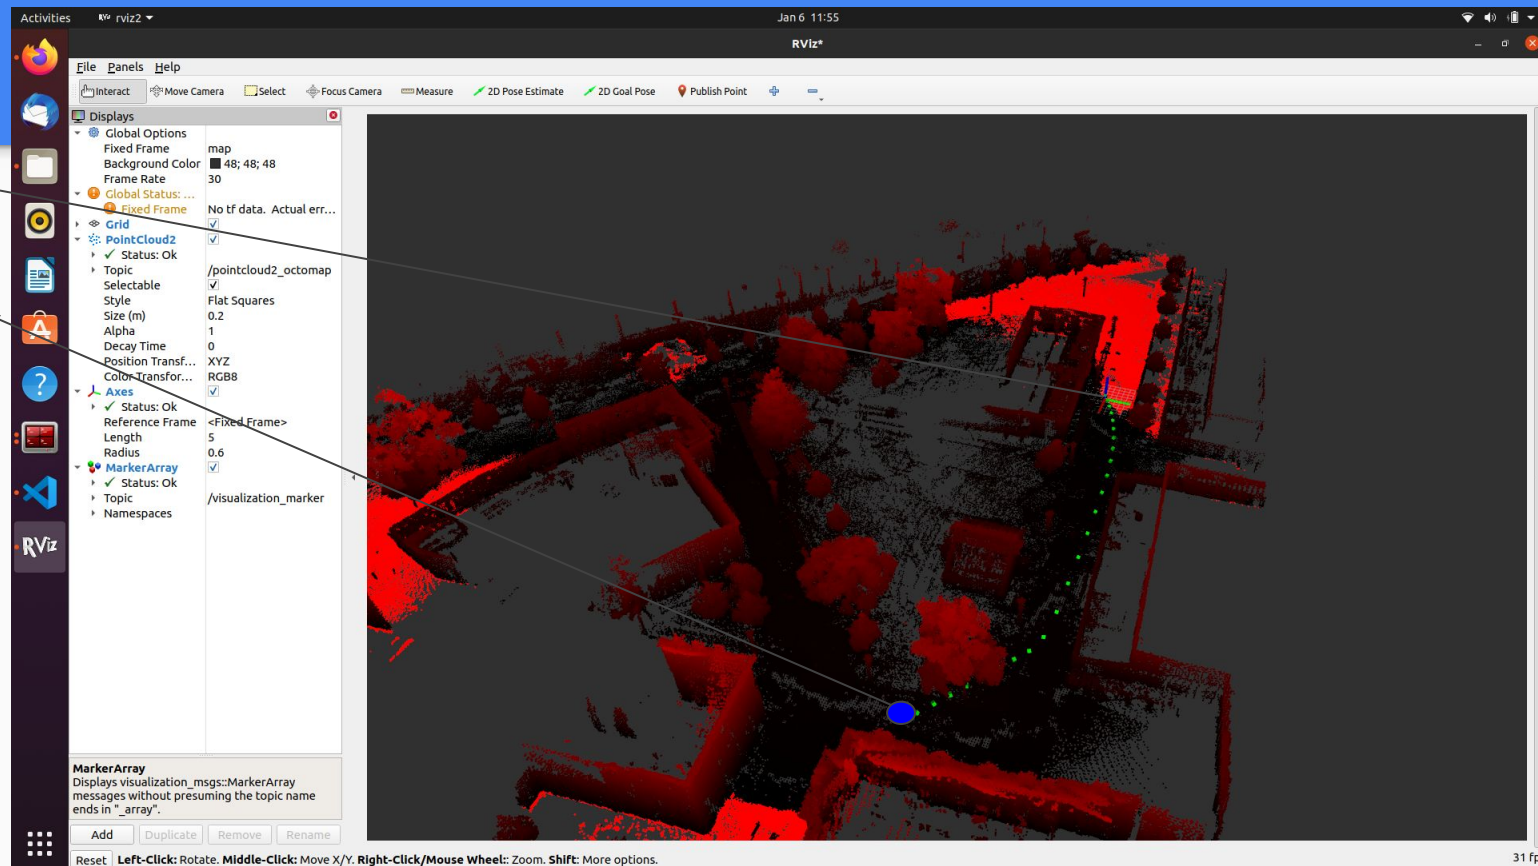 Activities RViz rviz2 Jan 6 11:55
RViz*
File Panels Help
Interact Move Camera Select Focus Camera Measure 2D Pose Estimate 2D Goal Pose Publish Point
Displays
Global Options
Fixed Frame map
Background Color 48; 48; 48
Frame Rate 30
Global Status: ...
Fixed Frame No tf data. Actual err...
Grid
PointCloud2
Status: Ok
Topic /pointcloud2_octomap
Selectable
Style Flat Squares
Size (m) 0.2
Alpha 1
Decay Time 0
Position Transf... XYZ
Color Transfor... RGB8
Axes
Status: Ok
Reference Frame <Fixed Frame>
Length 5
Radius 0.6
MarkerArray
Status: Ok
Topic /visualization_marker
Namespaces
RViz
MarkerArray
Displays visualization_msgs::MarkerArray
messages without presuming the topic name
ends in "_array".
Add Duplicate Remove Rename
Reset Left-Click: Rotate. Middle-Click: Move X/Y. Right-Click/Mouse Wheel:: Zoom. Shift: More options. 31